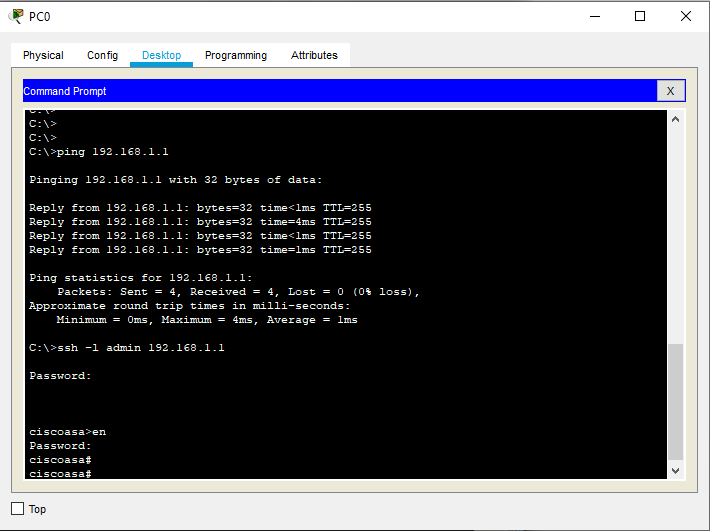 PC0
Physical Config Desktop Programming Attributes
Command Prompt X
C:\>
C:\>
C:\>
C:\>ping 192.168.1.1
Pinging 192.168.1.1 with 32 bytes of data:
Reply from 192.168.1.1: bytes=32 time<1ms TTL=255
Reply from 192.168.1.1: bytes=32 time=4ms TTL=255
Reply from 192.168.1.1: bytes=32 time<1ms TTL=255
Reply from 192.168.1.1: bytes=32 time=1ms TTL=255
Ping statistics for 192.168.1.1:
Packets: Sent = 4, Received = 4, Lost = 0 (0% loss),
Approximate round trip times in milli-seconds:
Minimum = 0ms, Maximum = 4ms, Average = 1ms
C:\>ssh -l admin 192.168.1.1
Password:
ciscoasa>en
Password:
ciscoasa#
ciscoasa#
Top